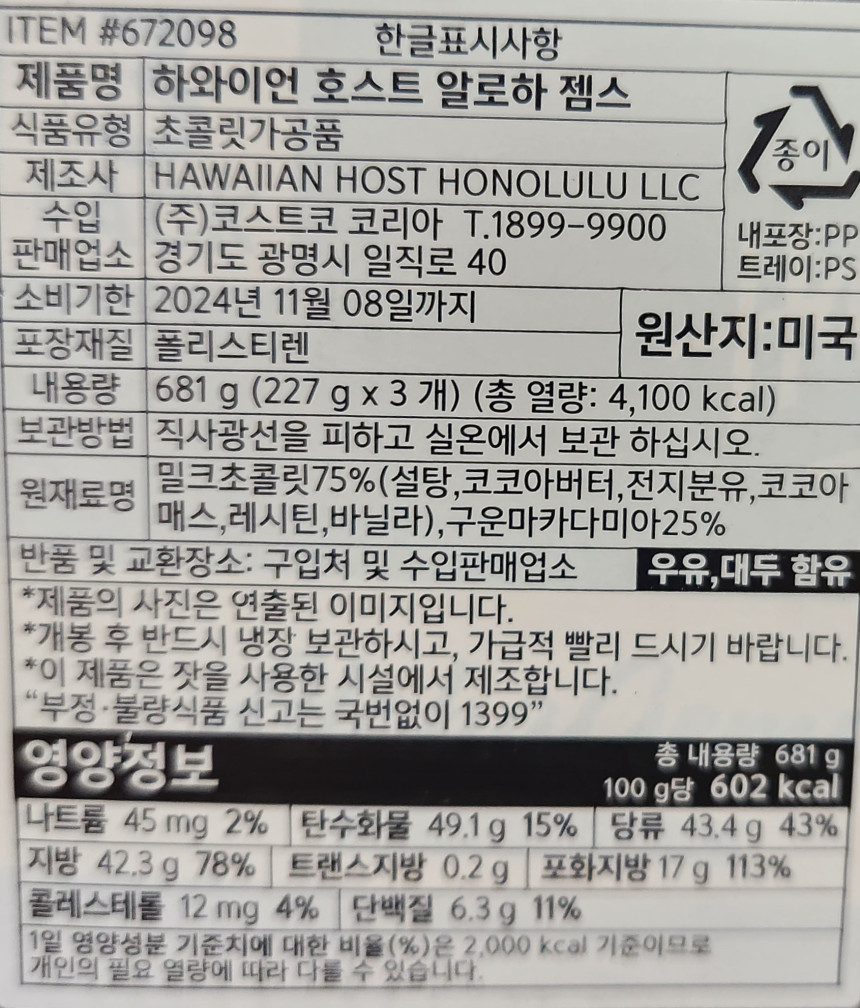 ITEM #672098 한글표시사항
제품명 하와이언 호스트 알로하 젬스
식품유형 초콜릿가공품
종이
제조사 HAWAIIAN HOST HONOLULU LLC
수입 (주)코스트코 코리아 T.1899-9900
판매업소 경기도 광명시 일직로 40
내포장:PP
트레이:PS
소비기한 2024년 11월 08일까지
원산지:미국
포장재질 폴리스티렌
내용량 681 g (227 g x 3 개) (총 열량: 4,100 kcal)
보관방법 직사광선을 피하고 실온에서 보관 하십시오.
원재료명 밀크초콜릿75%(설탕,코코아버터,전지분유,코코아
매스,레시틴,바닐라),구운마카다미아25%
반품 및 교환장소: 구입처 및 수입판매업소 우유,대두 함유
*제품의 사진은 연출된 이미지입니다.
*개봉 후 반드시 냉장 보관하시고, 가급적 빨리 드시기 바랍니다.
*이 제품은 잣을 사용한 시설에서 제조합니다.
“부정·불량식품 신고는 국번없이 1399”
영양정보 총 내용량 681 g
100 g당 602 kcal
나트륨 45 mg 2% 탄수화물 49.1 g 15% 당류 43.4 g 43%
지방 42.3 g 78% 트랜스지방 0.2 g 포화지방 17 g 113%
콜레스테롤 12 mg 4% 단백질 6.3 g 11%
1일 영양성분 기준치에 대한 비율(%)은 2,000 kcal 기준이므로
개인의 필요 열량에 따라 다를 수 있습니다.